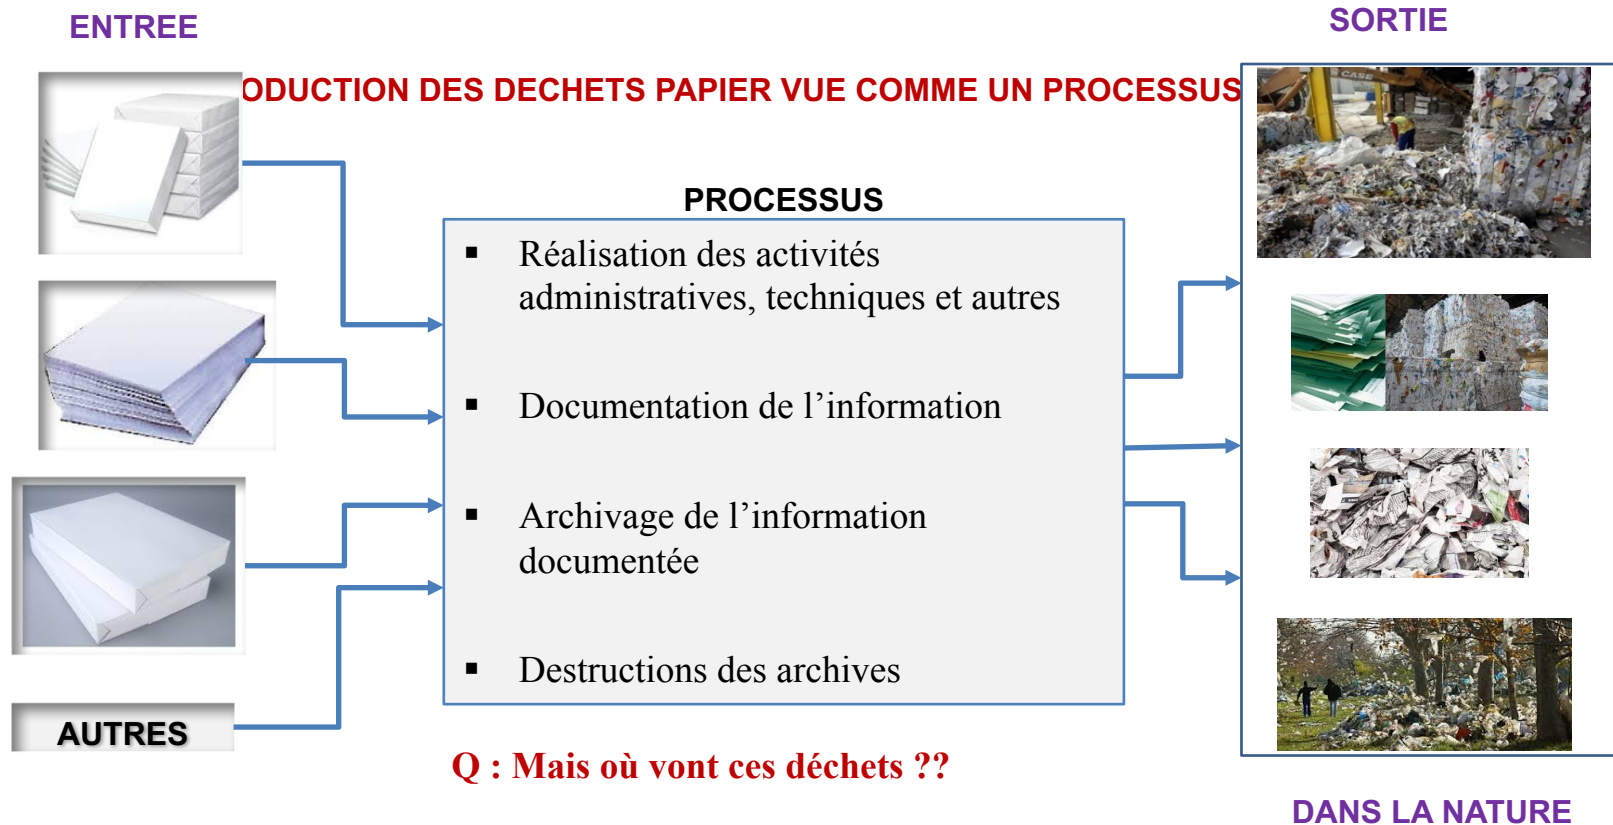 ENTREE
SORTIE
ODUCTION DES DECHETS PAPIER VUE COMME UN PROCESSUS
CASE
PROCESSUS
▪ Réalisation des activités
administratives, techniques et autres
▪ Documentation de l’information
▪ Archivage de l’information
documentée
▪ Destructions des archives
AUTRES
Q : Mais où vont ces déchets ??
DANS LA NATURE